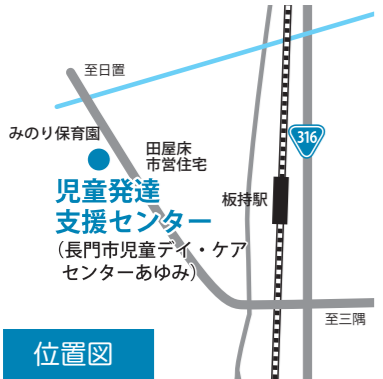 至日置
みのり保育園
田屋床
市営住宅
316
児童発達
支援センター
(長門市児童デイ・ケア
センターあゆみ)
板持駅
至三隅
位置図